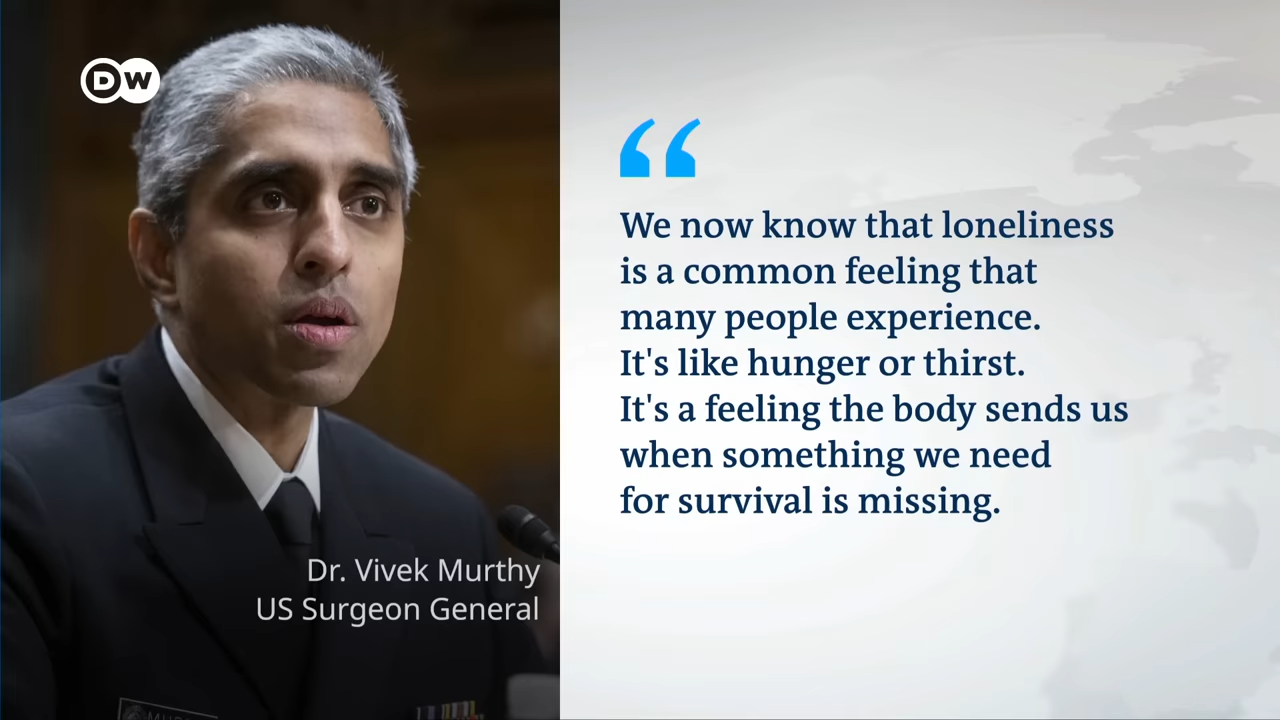 DW
We now know that loneliness
is a common feeling that
many people experience.
It's like hunger or thirst.
It's a feeling the body sends us
when something we need
for survival is missing.
Dr. Vivek Murthy
US Surgeon General